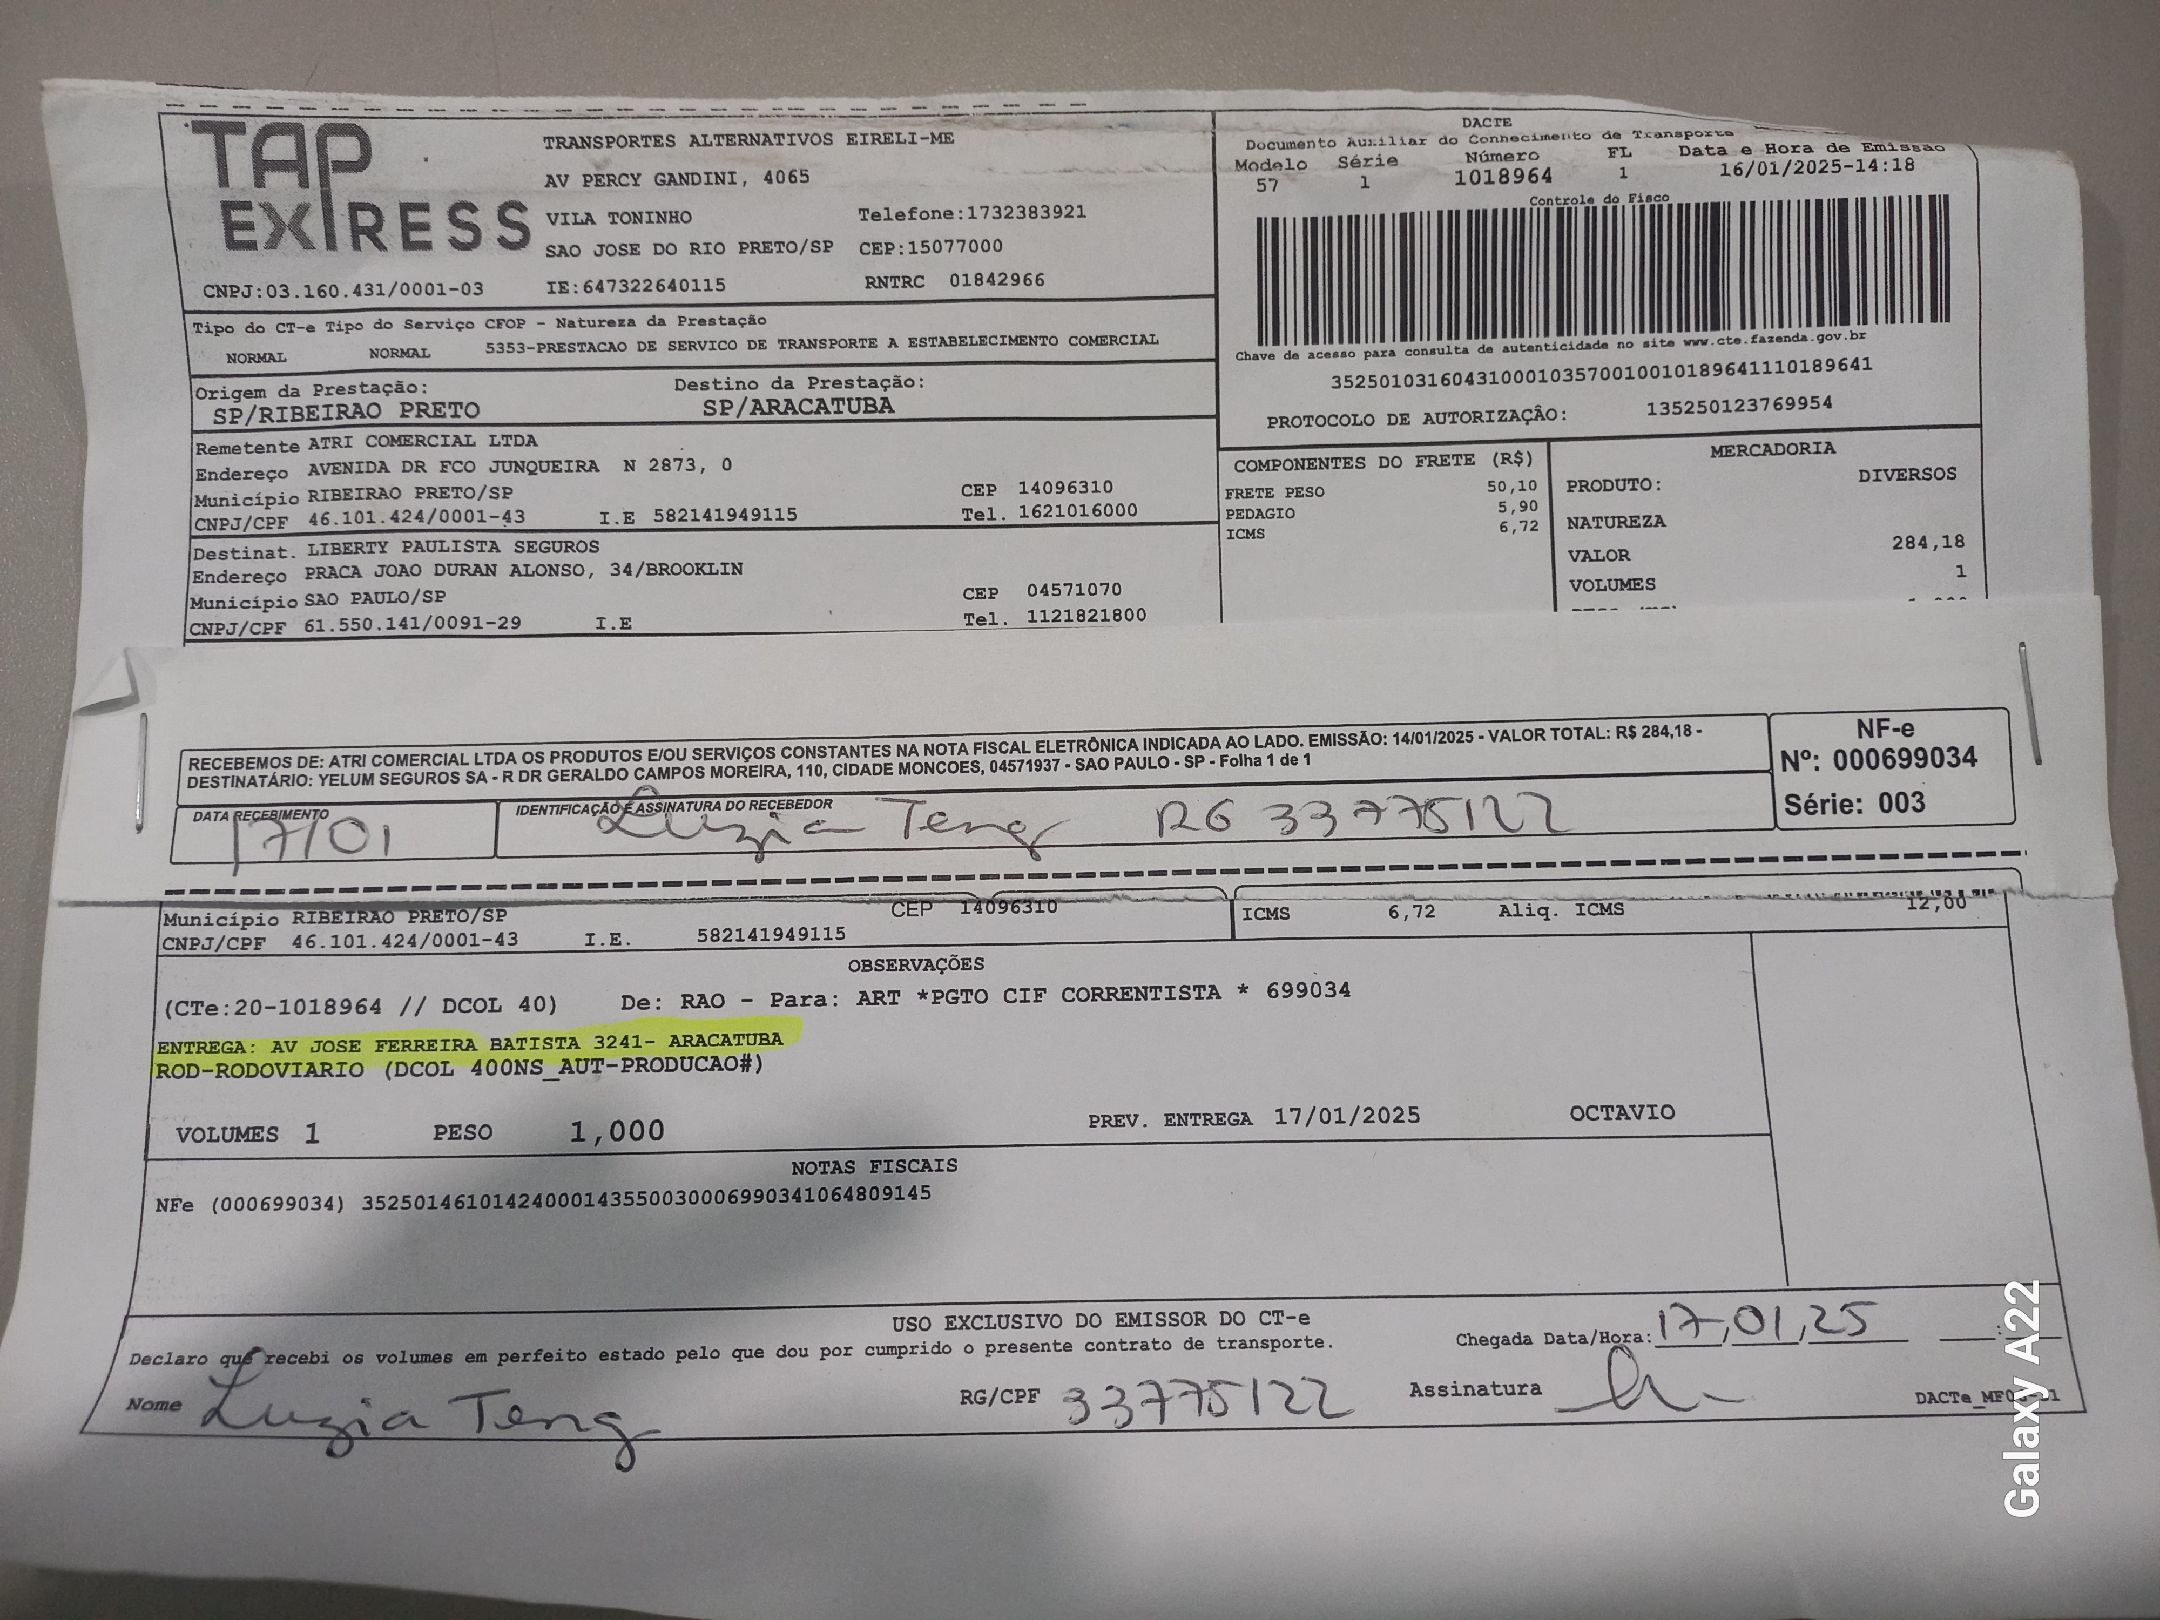 TAP EXPRESS
TRANSPORTES ALTERNATIVOS EIRELI-ME
AV PERCY GANDINI, 4065
VILA TONINHO Telefone:1732383921
SAO JOSE DO RIO PRETO/SP CEP:15077000
CNPJ:03.160.431/0001-03 IE:647322640115 RNTRC 01842966
DACTE
Documento Auxiliar do Conhecimento de Transporte
Modelo Série Número FL Data e Hora de Emissão
57 1 1018964 1 16/01/2025-14:18
Controle do Fisco
Chave de acesso para consulta de autenticidade no site www.cte.fazenda.gov.br
35250103160431000103570010010189641110189641
PROTOCOLO DE AUTORIZAÇÃO: 135250123769954
Tipo do CT-e Tipo do Serviço CFOP - Natureza da Prestação
NORMAL NORMAL 5353-PRESTACAO DE SERVICO DE TRANSPORTE A ESTABELECIMENTO COMERCIAL
Origem da Prestação: Destino da Prestação:
SP/RIBEIRAO PRETO SP/ARACATUBA
Remetente ATRI COMERCIAL LTDA
Endereço AVENIDA DR FCO JUNQUEIRA N 2873, 0
Município RIBEIRAO PRETO/SP CEP 14096310
CNPJ/CPF 46.101.424/0001-43 I.E 582141949115 Tel. 1621016000
Destinat. LIBERTY PAULISTA SEGUROS
Endereço PRACA JOAO DURAN ALONSO, 34/BROOKLIN
Município SAO PAULO/SP CEP 04571070
CNPJ/CPF 61.550.141/0091-29 I.E Tel. 1121821800
COMPONENTES DO FRETE (R$)
FRETE PESO 50,10
PEDAGIO 5,90
ICMS 6,72
MERCADORIA
PRODUTO: DIVERSOS
NATUREZA
VALOR 284,18
VOLUMES 1
RECEBEMOS DE: ATRI COMERCIAL LTDA OS PRODUTOS E/OU SERVIÇOS CONSTANTES NA NOTA FISCAL ELETRÔNICA INDICADA AO LADO. EMISSÃO: 14/01/2025 - VALOR TOTAL: R$ 284,18 -
DESTINATÁRIO: YELUM SEGUROS SA - R DR GERALDO CAMPOS MOREIRA, 110, CIDADE MONCOES, 04571937 - SAO PAULO - SP - Folha 1 de 1
NF-e
Nº: 000699034
Série: 003
DATA RECEBIMENTO IDENTIFICAÇÃO E ASSINATURA DO RECEBEDOR
17/01 Luzia Teng RG 33775122
Município RIBEIRAO PRETO/SP CEP 14096310 ICMS 6,72 Aliq. ICMS 12,00
CNPJ/CPF 46.101.424/0001-43 I.E. 582141949115
OBSERVAÇÕES
(CTe:20-1018964 // DCOL 40) De: RAO - Para: ART *PGTO CIF CORRENTISTA * 699034
ENTREGA: AV JOSE FERREIRA BATISTA 3241- ARACATUBA
ROD-RODOVIARIO (DCOL 400NS_AUT-PRODUCAO#)
VOLUMES 1 PESO 1,000 PREV. ENTREGA 17/01/2025 OCTAVIO
NOTAS FISCAIS
NFe (000699034) 35250146101424000143550030006990341064809145
USO EXCLUSIVO DO EMISSOR DO CT-e
Declaro que recebi os volumes em perfeito estado pelo que dou por cumprido o presente contrato de transporte. Chegada Data/Hora: 17,01,25
Nome Luzia Teng RG/CPF 33775122 Assinatura
Galaxy A22